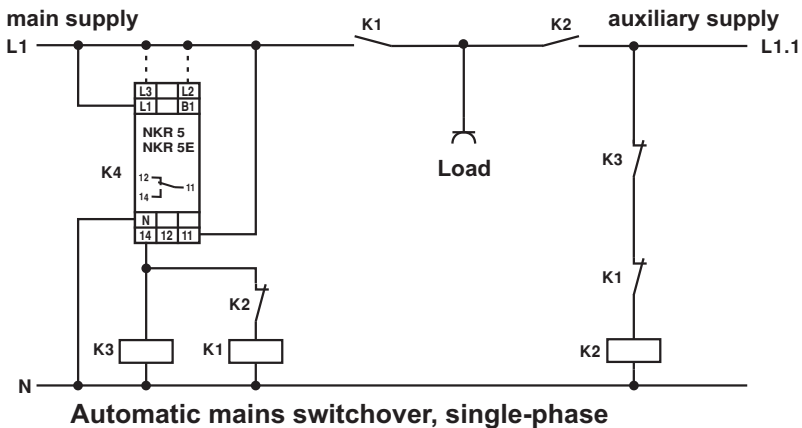 main supply
K1
K2
auxiliary supply
L1
L1.1
L3
L2
L1
B1
NKR 5
NKR 5E
K4
12
11
14
Load
K3
N
14
12
11
K2
K1
K3
K1
K2
N
Automatic mains switchover, single-phase